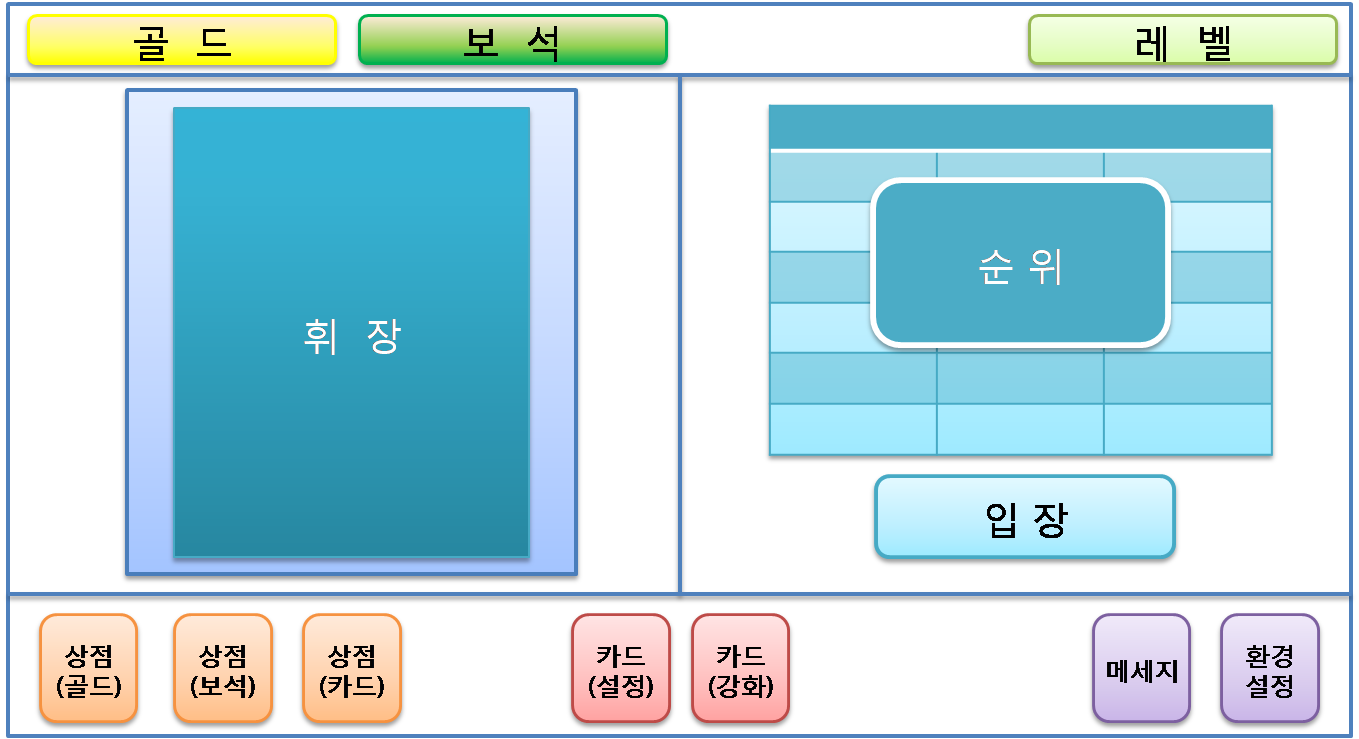 골 드
보 석
레 벨
휘 장
순 위
입 장
상점
(골드)
상점
(보석)
상점
(카드)
카드
(설정)
카드
(강화)
메세지
환경
설정